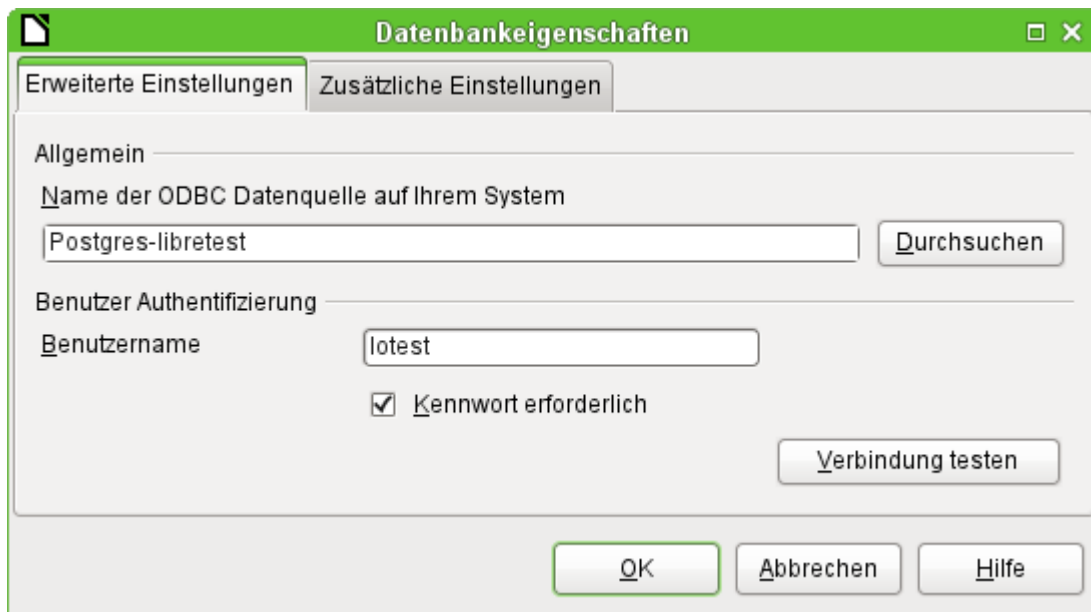 Datenbankeigenschaften
Erweiterte Einstellungen Zusätzliche Einstellungen
Allgemein
Name der ODBC Datenquelle auf Ihrem System
Postgres-libretest Durchsuchen
Benutzer Authentifizierung
Benutzername lotest
Kennwort erforderlich
Verbindung testen
OK Abbrechen Hilfe